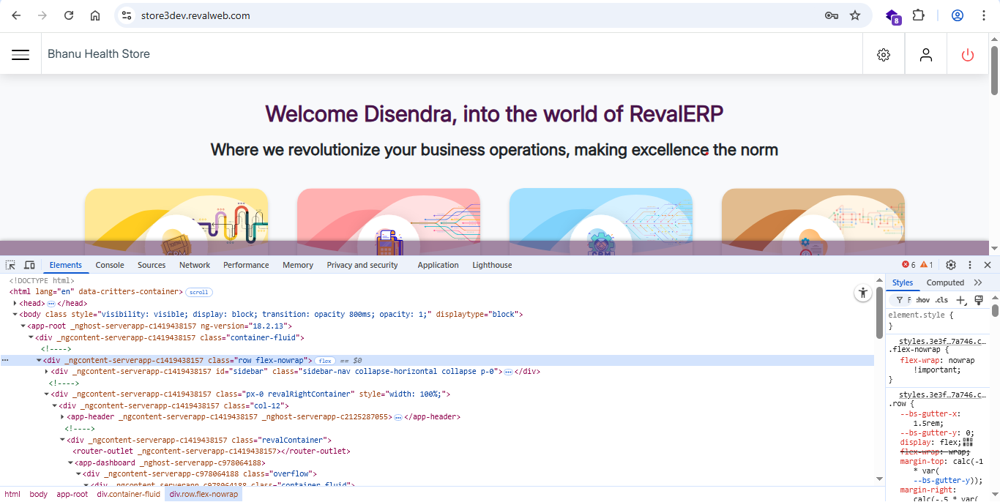 store3dev.revalweb.com
8
Bhanu Health Store
Welcome Disendra, into the world of RevalERP
Where we revolutionize your business operations, making excellence the norm
CRM
Elements Console Sources Network Performance Memory Privacy and security Application Lighthouse 6 1
<!DOCTYPE html>
<html lang="en" data-critters-container> scroll
<head> </head>
<body class style="visibility: visible; display: block; transition: opacity 800ms; opacity: 1;" displaytype="block">
<app-root _nghost-serverapp-c1419438157 ng-version="18.2.13">
<div _ngcontent-serverapp-c1419438157 class="container-fluid">
<!---->
<div _ngcontent-serverapp-c1419438157 class="row flex-nowrap"> flex == $0
<div _ngcontent-serverapp-c1419438157 id="sidebar" class="sidebar-nav collapse-horizontal collapse p-0"> </div>
<!---->
<div _ngcontent-serverapp-c1419438157 class="px-0 revalRightContainer" style="width: 100%;">
<div _ngcontent-serverapp-c1419438157 class="col-12">
<app-header _ngcontent-serverapp-c1419438157 _nghost-serverapp-c2125287055> </app-header>
<!---->
<div _ngcontent-serverapp-c1419438157 class="revalContainer">
<router-outlet _ngcontent-serverapp-c1419438157></router-outlet>
<app-dashboard _nghost-serverapp-c978064188>
<div _ngcontent-serverapp-c978064188 class="overflow">
<div _ngcontent-serverapp-c978064188 class="container-fluid">
html body app-root div.container-fluid div.row.flex-nowrap
Styles Computed
F :hov .cls
element.style {
}
styles.3e3f…7a746.c…
.flex-nowrap {
flex-wrap: nowrap
!important;
}
styles.3e3f…7a746.c…
.row {
--bs-gutter-x:
1.5rem;
--bs-gutter-y: 0;
display: flex;
flex-wrap: wrap;
margin-top: calc(-1
* var(
--bs-gutter-y));
margin-right:
calc(-.5 * var(